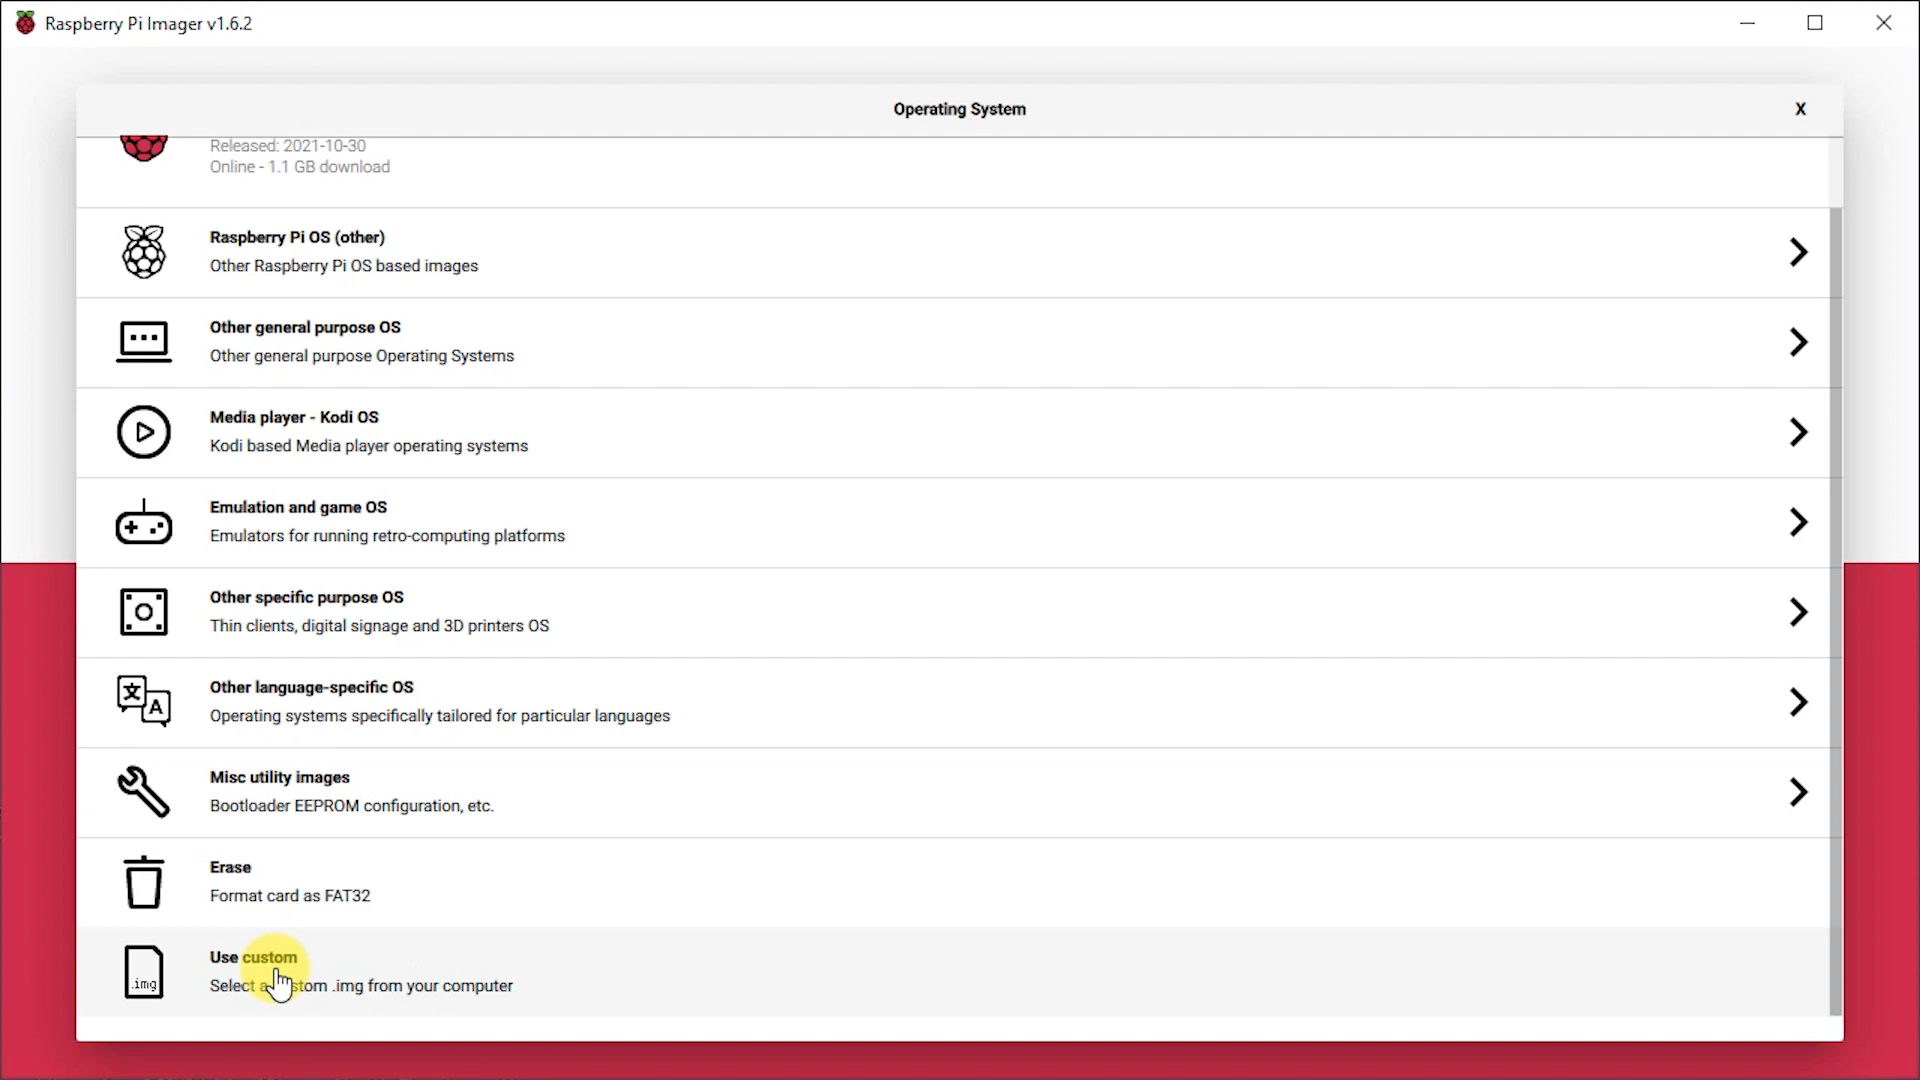 Raspberry Pi Imager v1.6.2
Operating System
X
Released: 2021-10-30
Online - 1.1 GB download
Raspberry Pi OS (other)
Other Raspberry Pi OS based images
Other general purpose OS
Other general purpose Operating Systems
Media player - Kodi OS
Kodi based Media player operating systems
Emulation and game OS
Emulators for running retro-computing platforms
Other specific purpose OS
Thin clients, digital signage and 3D printers OS
文
A
Other language-specific OS
Operating systems specifically tailored for particular languages
Misc utility images
Bootloader EEPROM configuration, etc.
Erase
Format card as FAT32
.img
Use custom
Select a custom .img from your computer